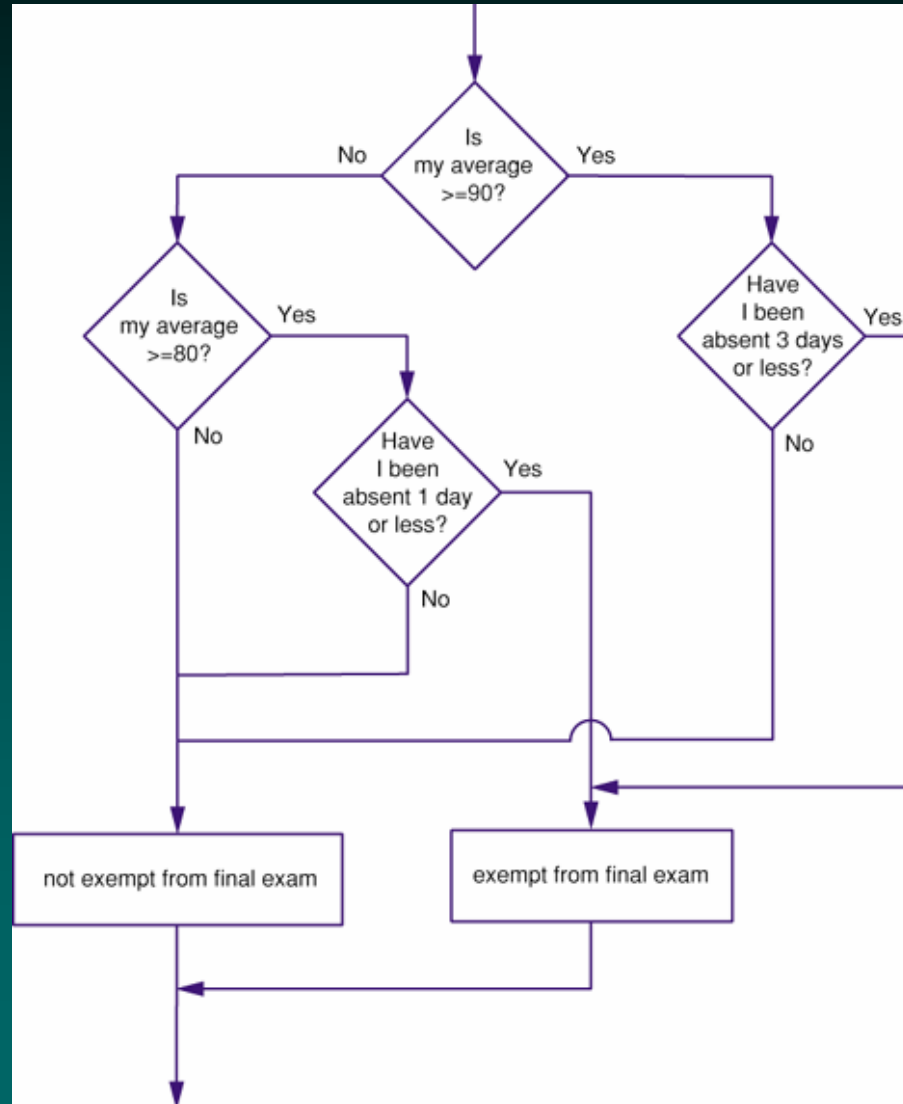 Is
my average
>=90?
No
Yes
Is
my average
>=80?
Yes
No
Have
I been
absent 3 days
or less?
Yes
No
Have
I been
absent 1 day
or less?
Yes
No
not exempt from final exam
exempt from final exam